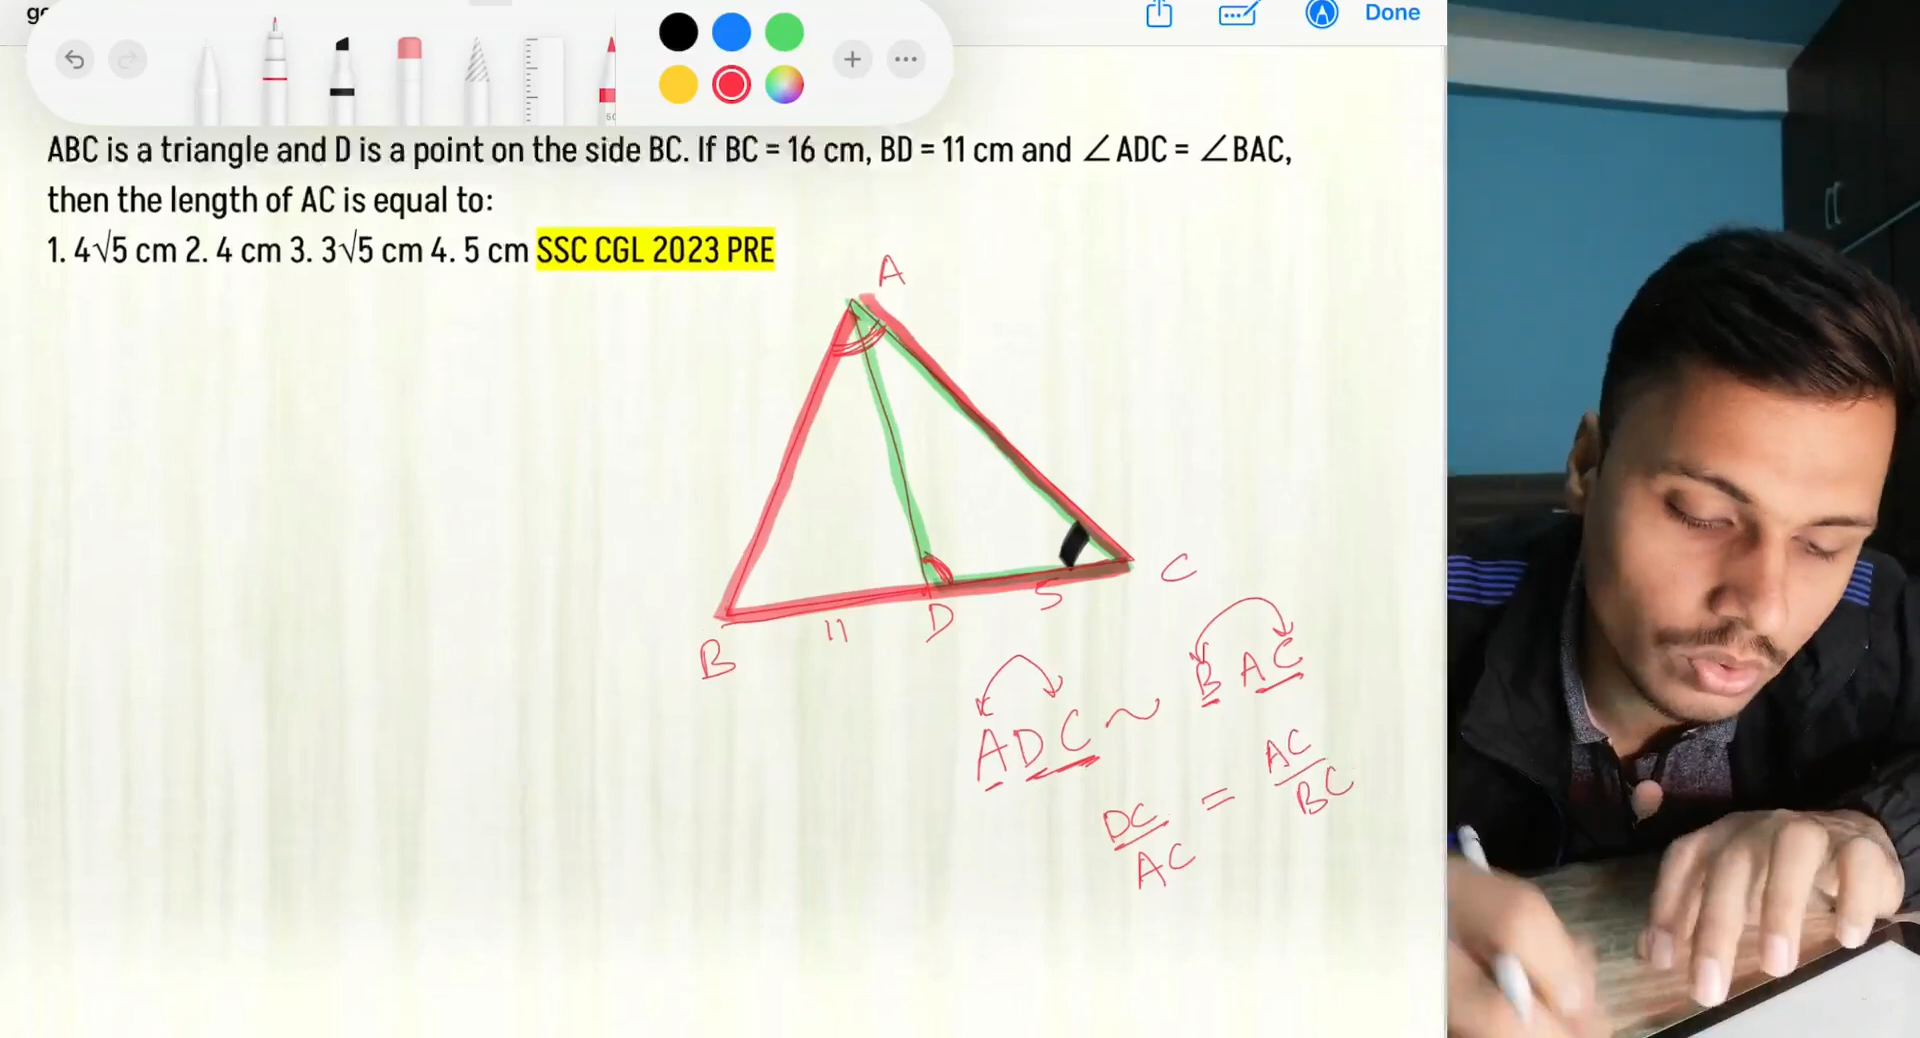 Done
ABC is a triangle and D is a point on the side BC. If BC = 16 cm, BD = 11 cm and ∠ADC = ∠BAC,
then the length of AC is equal to:
1. 4√5 cm 2. 4 cm 3. 3√5 cm 4. 5 cm SSC CGL 2023 PRE
A
B
11
D
5
C
ADC ~ BAC
DC/AC = AC/BC